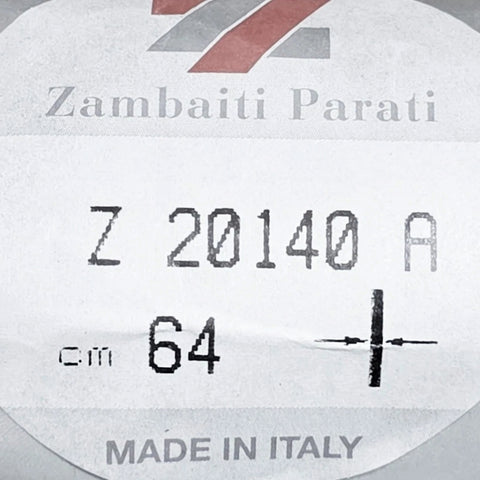 Zambaiti Parati
Z 20140 A
cm 64
MADE IN ITALY